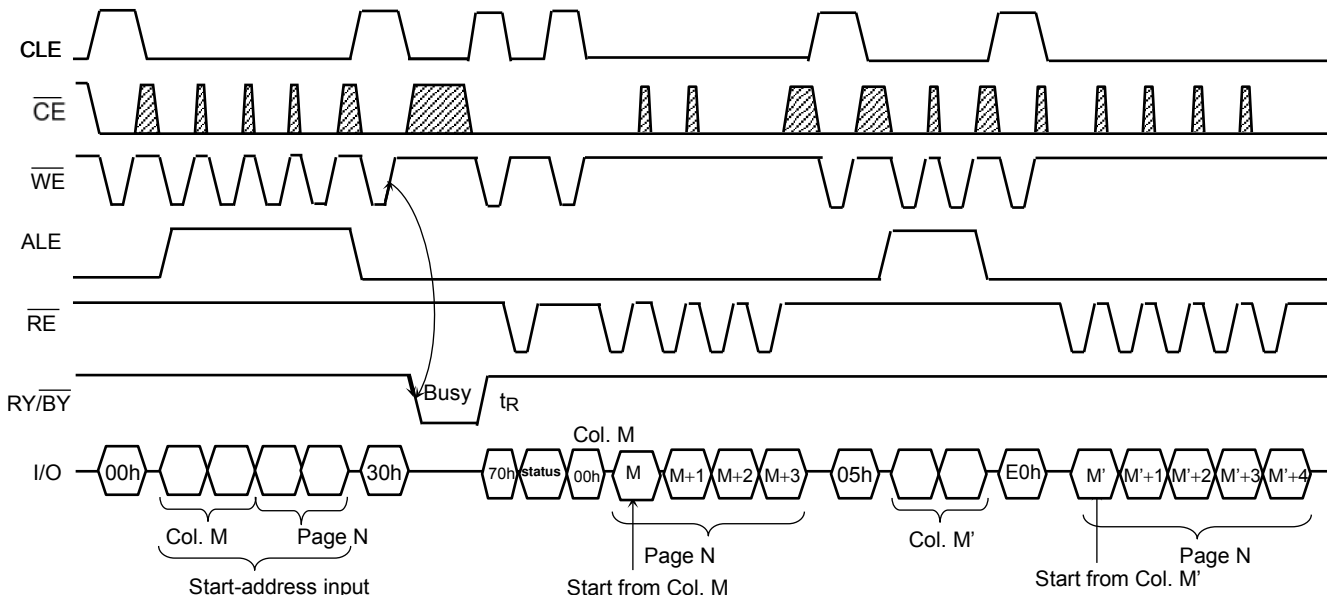 CLE
CE
WE
ALE
RE
RY/BY
Busy
tR
Col. M
I/O
00h
30h
70h
status
00h
M
M+1
M+2
M+3
05h
E0h
M'
M'+1
M'+2
M'+3
M'+4
Col. M
Page N
Page N
Col. M'
Page N
Start-address input
Start from Col. M
Start from Col. M'